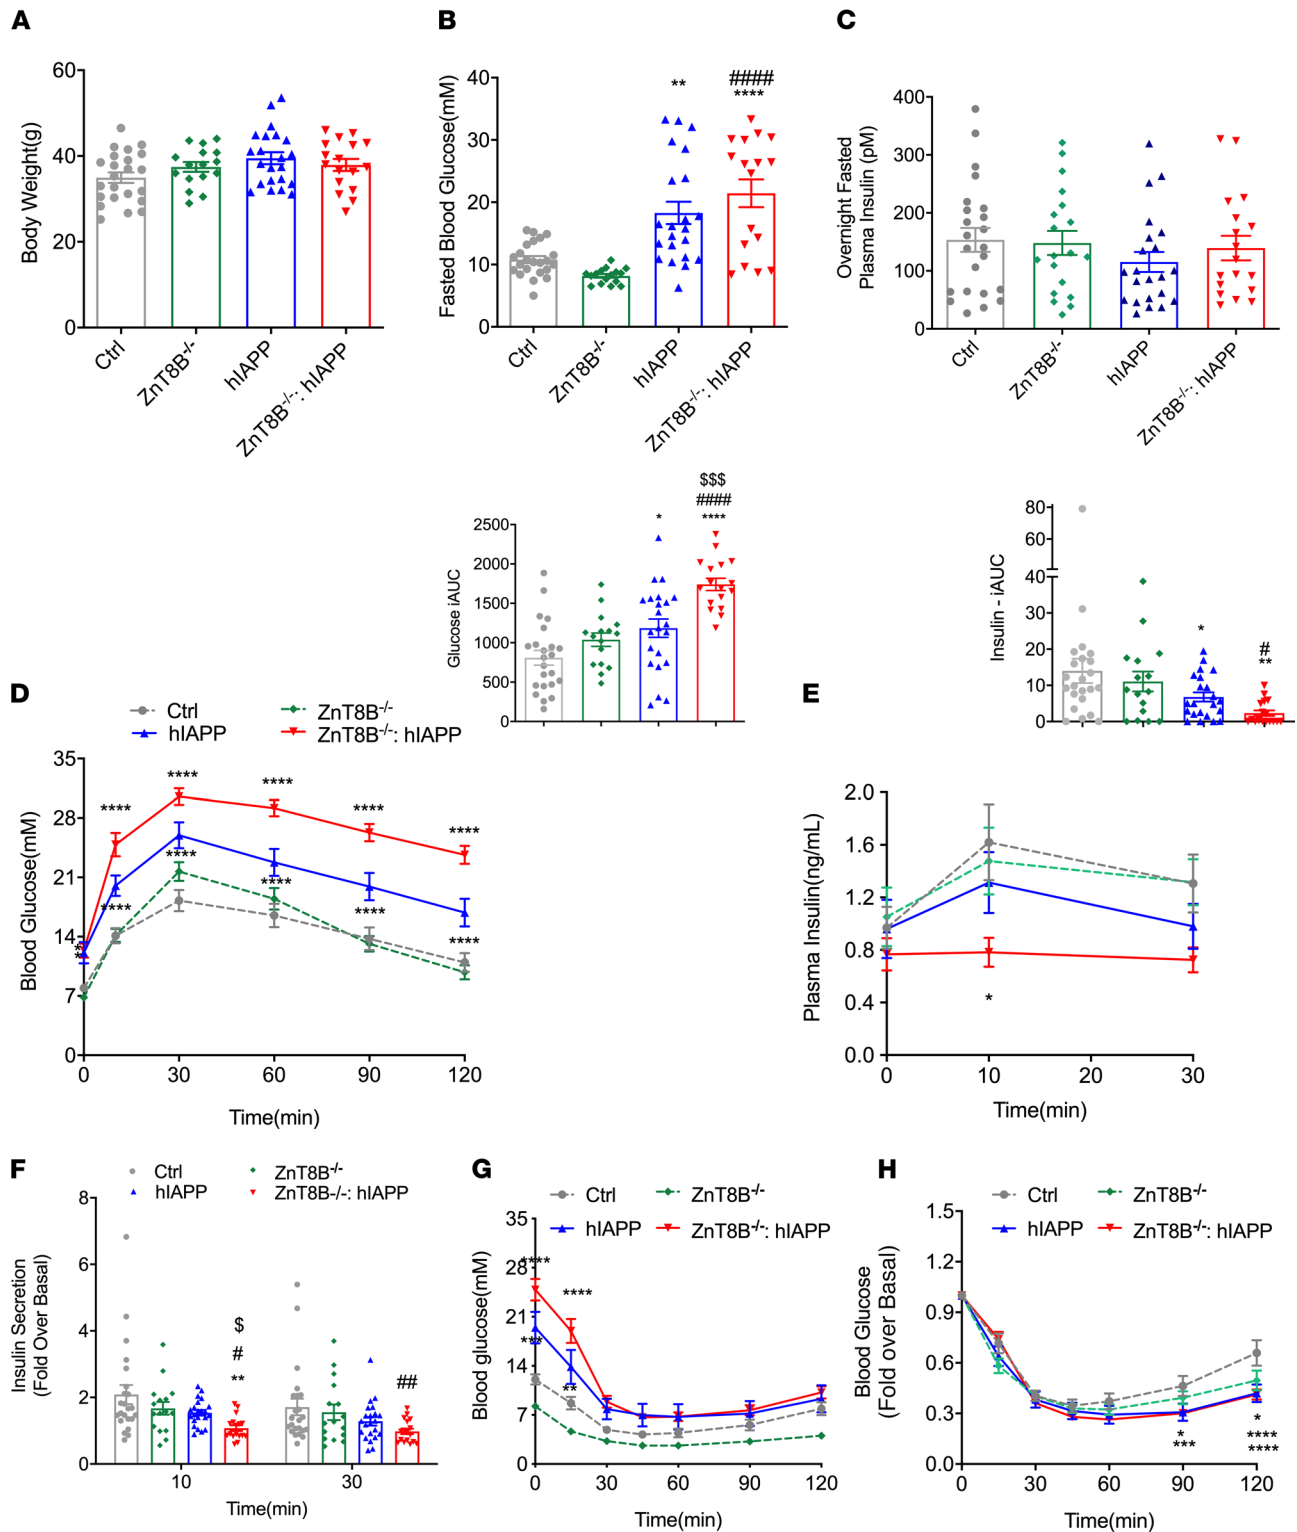 A
Body Weight(g)
60
40
20
0
Ctrl
ZnT8B-/-
hIAPP
ZnT8B-/-: hIAPP
B
Fasted Blood Glucose(mM)
40
30
20
10
0
**
####
****
Ctrl
ZnT8B-/-
hIAPP
ZnT8B-/-: hIAPP
C
Overnight Fasted
Plasma Insulin (pM)
400
300
200
100
0
Ctrl
ZnT8B-/-
hIAPP
ZnT8B-/-: hIAPP
Glucose iAUC
2500
2000
1500
1000
500
0
*
$$$
####
****
Insulin - iAUC
80
60
40
30
20
10
0
*
#
**
D
Ctrl
ZnT8B-/-
hIAPP
ZnT8B-/-: hIAPP
Blood Glucose(mM)
35
28
21
14
7
0
****
****
****
****
****
****
****
****
****
****
0
30
60
90
120
Time(min)
E
Plasma Insulin(ng/mL)
2.0
1.6
1.2
0.8
0.4
0.0
*
0
10
20
30
Time(min)
F
Ctrl
ZnT8B-/-
hIAPP
ZnT8B-/-: hIAPP
Insulin Secretion
(Fold Over Basal)
8
6
4
2
0
$
#
**
##
10
30
Time(min)
G
Ctrl
ZnT8B-/-
hIAPP
ZnT8B-/-: hIAPP
Blood glucose(mM)
35
28
21
14
7
0
****
****
***
**
0
30
60
90
120
Time(min)
H
Ctrl
ZnT8B-/-
hIAPP
ZnT8B-/-: hIAPP
Blood Glucose
(Fold over Basal)
1.5
1.2
0.9
0.6
0.3
0.0
*
***
*
****
****
0
30
60
90
120
Time(min)